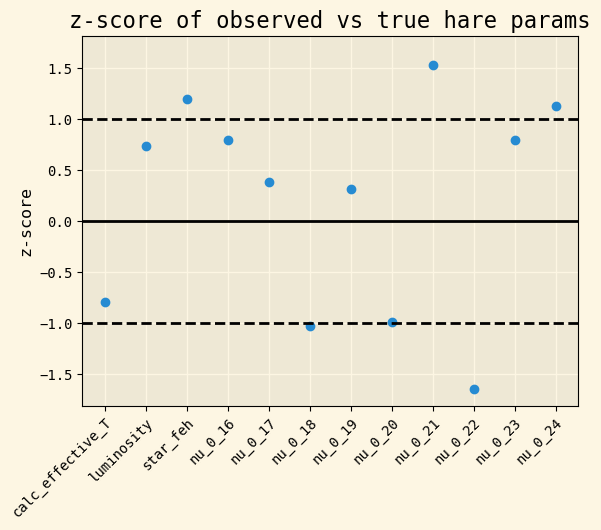 z-score of observed vs true hare params
z-score
1.5
1.0
0.5
0.0
−0.5
−1.0
−1.5
calc_effective_T
luminosity
star_feh
nu_0_16
nu_0_17
nu_0_18
nu_0_19
nu_0_20
nu_0_21
nu_0_22
nu_0_23
nu_0_24